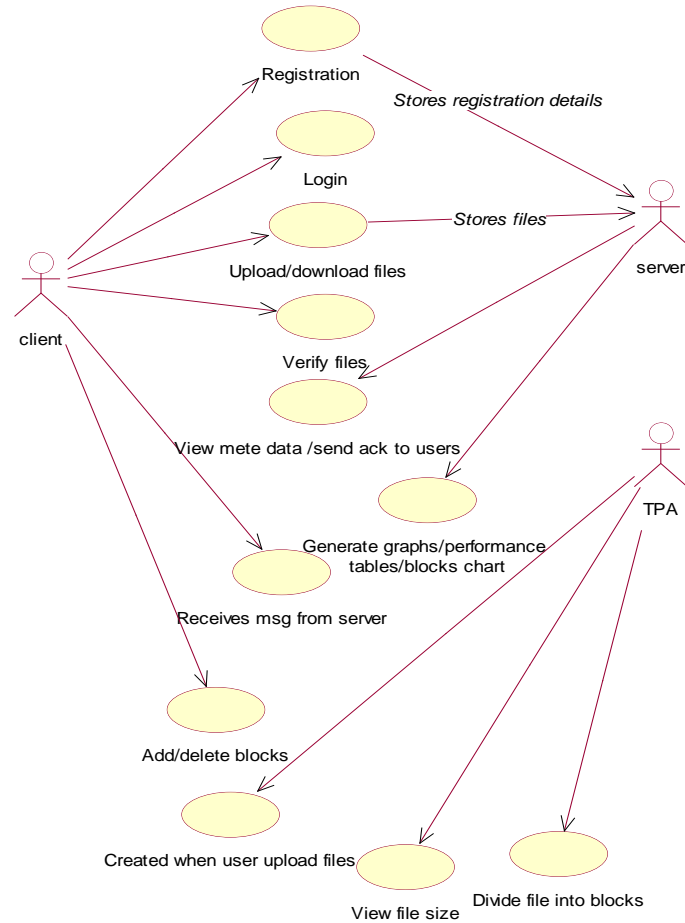 Registration
Stores registration details
Login
Stores files
server
Upload/download files
client
Verify files
View mete data /send ack to users
TPA
Generate graphs/performance
tables/blocks chart
Receives msg from server
Add/delete blocks
Created when user upload files
Divide file into blocks
View file size